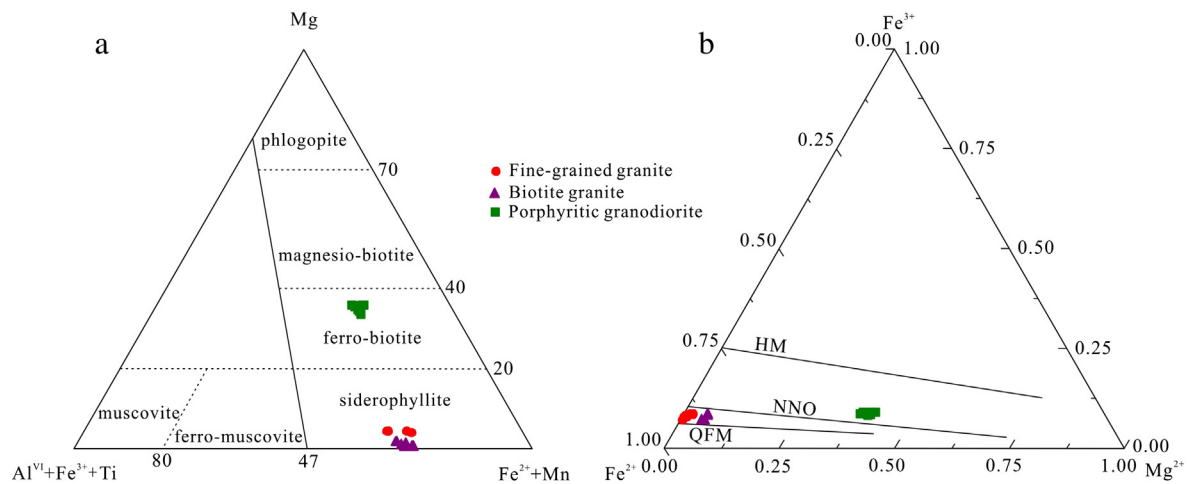 a
Mg
phlogopite
70
magnesio-biotite
40
ferro-biotite
20
siderophyllite
muscovite
ferro-muscovite
80
47
Al^VI+Fe^3++Ti
Fe^2++Mn
Fine-grained granite
Biotite granite
Porphyritic granodiorite
b
Fe^3+
0.00 1.00
0.25
0.75
0.50
0.50
0.75
0.25
HM
NNO
QFM
1.00
0.00
Fe^2+ 0.00 0.25 0.50 0.75 1.00
Mg^2+